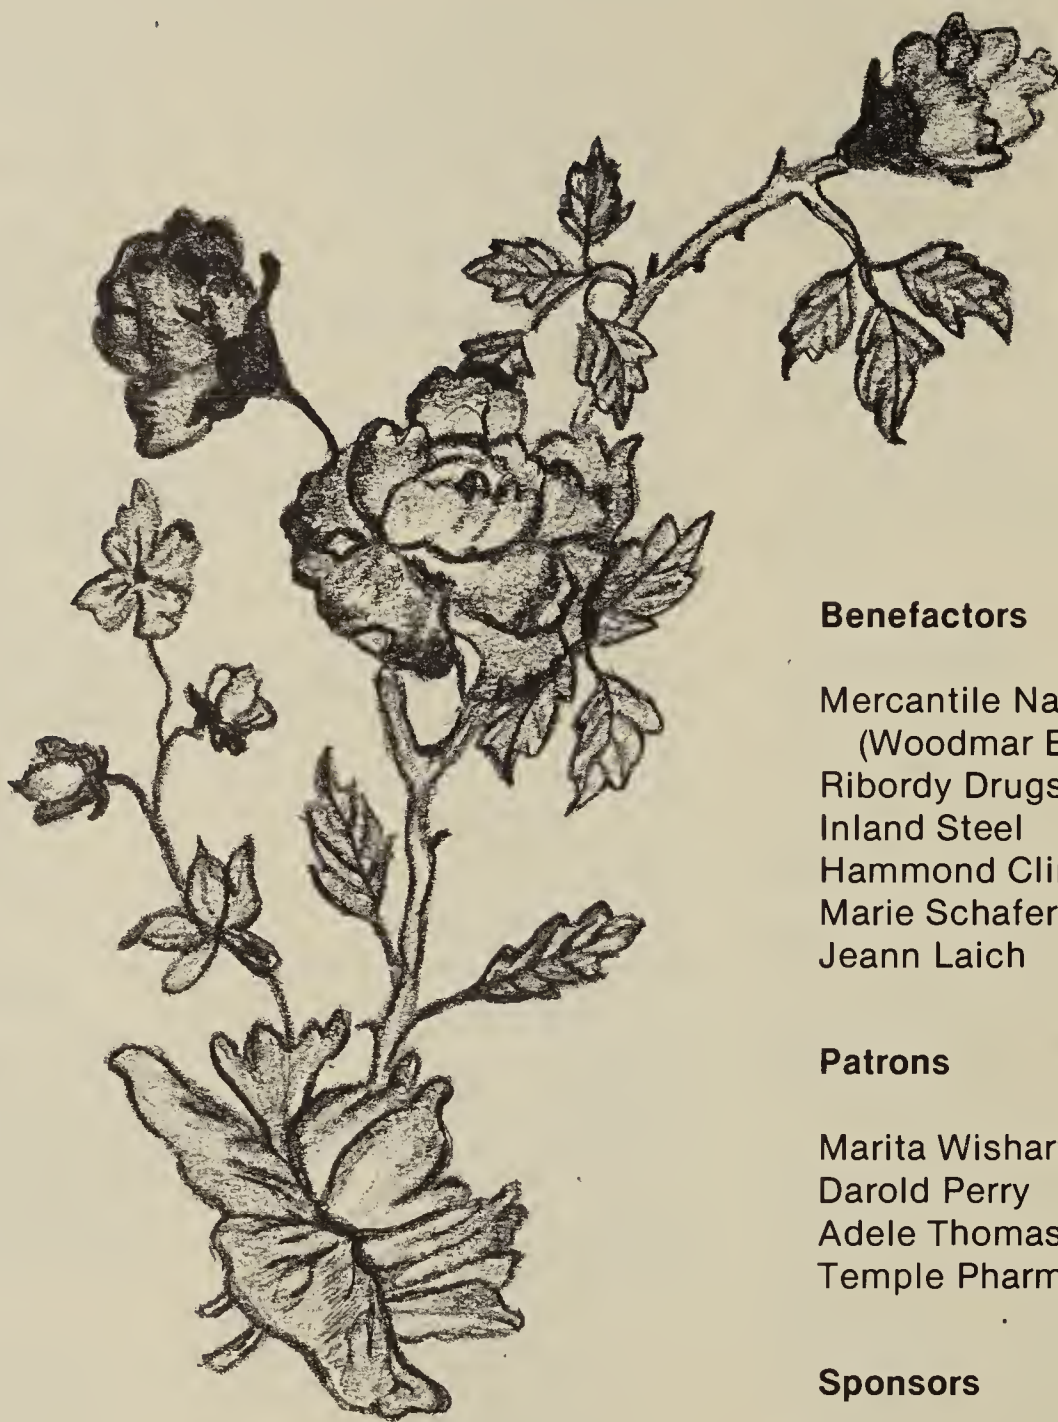 Benefactors
Mercantile Na
(Woodmar B
Ribordy Drugs
Inland Steel
Hammond Cli
Marie Schafer
Jeann Laich
Patrons
Marita Wishar
Darold Perry
Adele Thomas
Temple Pharm
Sponsors